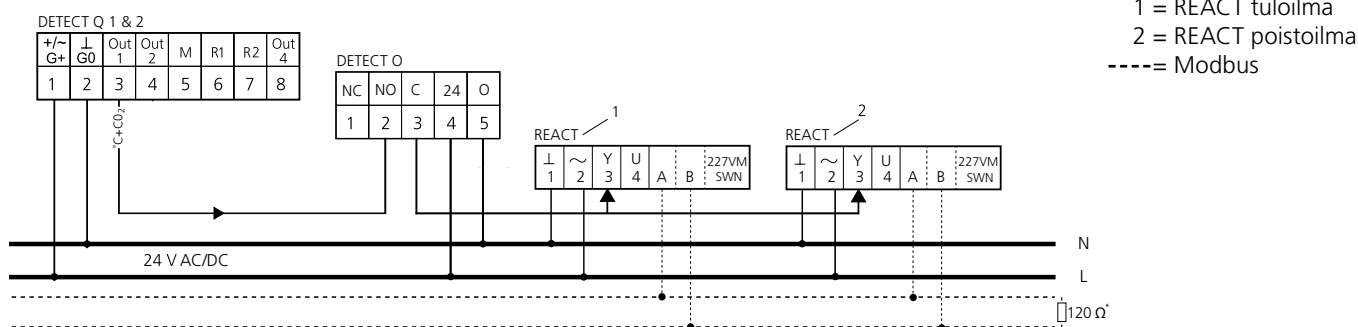 1 = REACT tuloilma
2 = REACT poistoilma
= Modbus
DETECT Q 1 & 2
+/~ G+ ⊥ G0 Out 1 Out 2 M R1 R2 Out 4
1 2 3 4 5 6 7 8
°C+CO₂
DETECT O
NC NO C 24 O
1 2 3 4 5
REACT 1
⊥ ~ Y U 227VM
1 2 3 4 A B SWN
REACT 2
⊥ ~ Y U 227VM
1 2 3 4 A B SWN
N
24 V AC/DC
L
120 Ω*